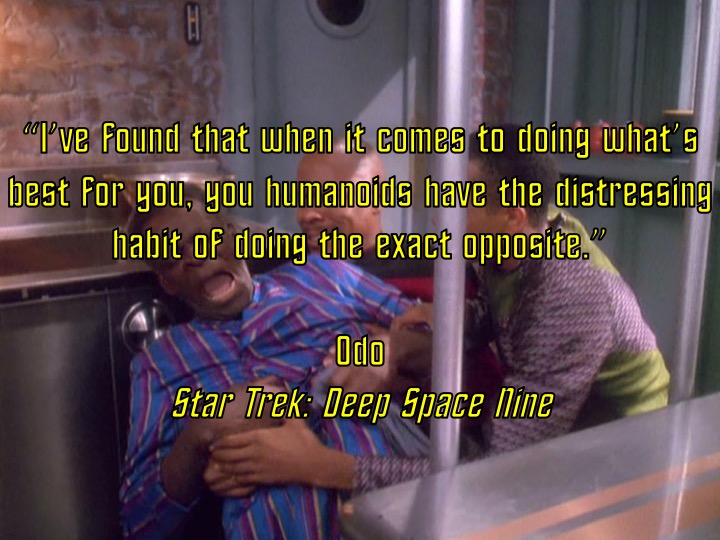 “I’ve found that when it comes to doing what’s
best for you, you humanoids have the distressing
habit of doing the exact opposite.”
Odo
Star Trek: Deep Space Nine